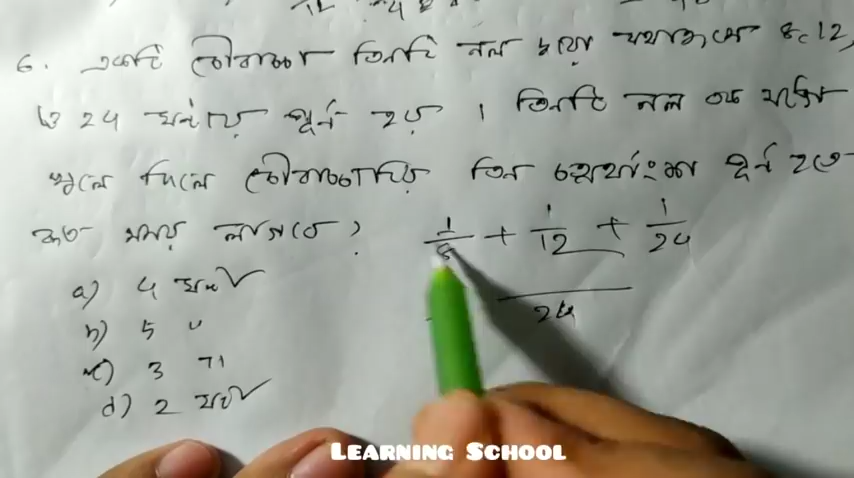 6. একটি চৌবাচ্চা তিনটি নল দ্বারা যথাক্রমে 8, 12,
ও 24 ঘন্টায় পূর্ন হয় । তিনটি নল এক সঙ্গে
খুলে দিলে চৌবাচ্চাটির তিন চতুর্থাংশ পূর্ন হতে
কত সময় লাগবে ? 1/8 + 1/12 + 1/24
a) 4 ঘন্টা
24
b) 5 "
c) 3
d) 2 ঘন্টা
LEARNING SCHOOL